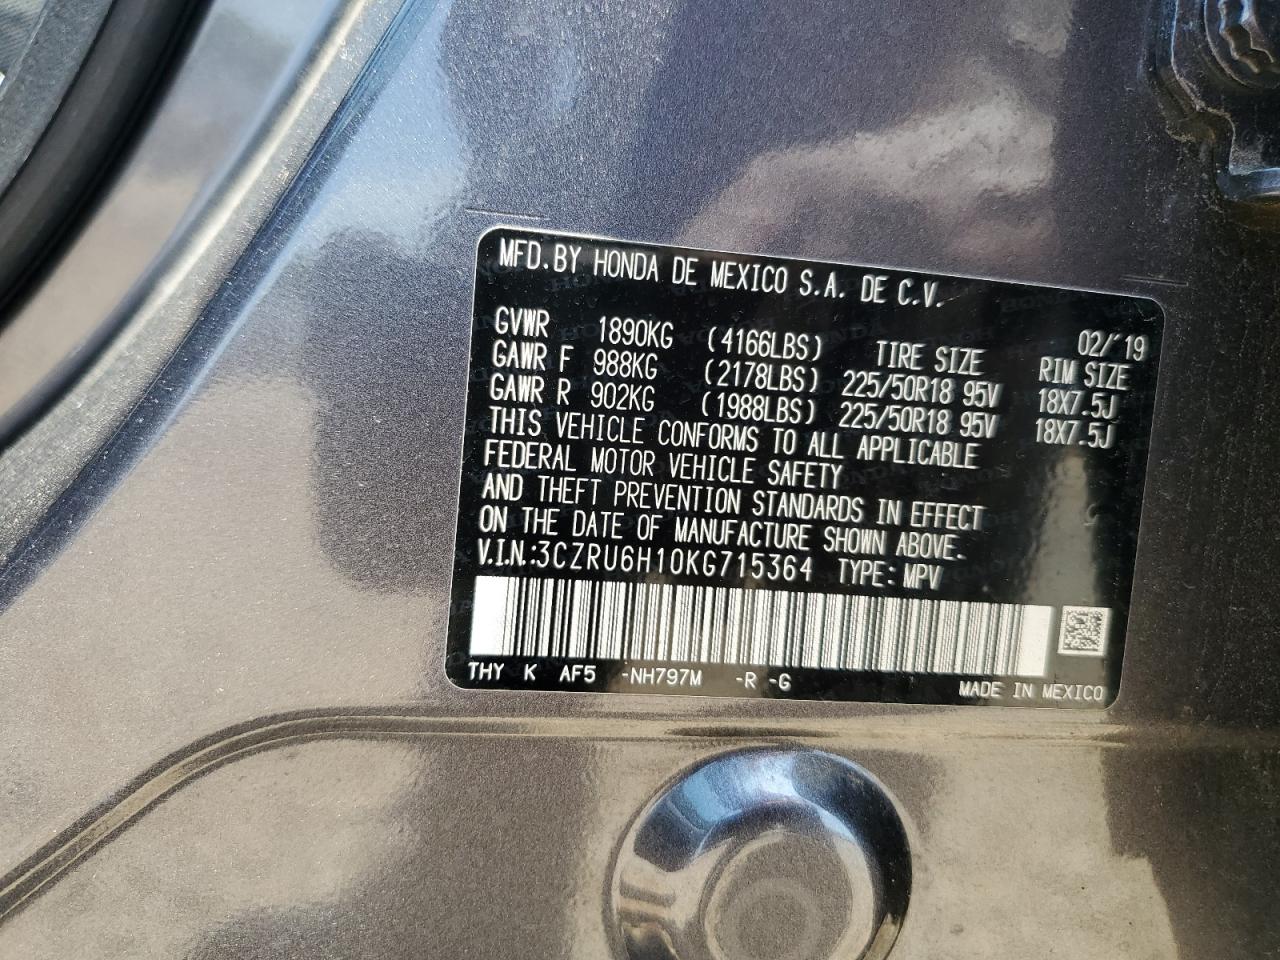 MFD.BY HONDA DE MEXICO S.A. DE C.V.
02/'19
GVWR 1890KG (4166LBS) TIRE SIZE RIM SIZE
GAWR F 988KG (2178LBS) 225/50R18 95V 18X7.5J
GAWR R 902KG (1988LBS) 225/50R18 95V 18X7.5J
THIS VEHICLE CONFORMS TO ALL APPLICABLE
FEDERAL MOTOR VEHICLE SAFETY
AND THEFT PREVENTION STANDARDS IN EFFECT
ON THE DATE OF MANUFACTURE SHOWN ABOVE.
V.I.N.:3CZRU6H10KG715364 TYPE: MPV
THY K AF5 -NH797M -R -G
MADE IN MEXICO